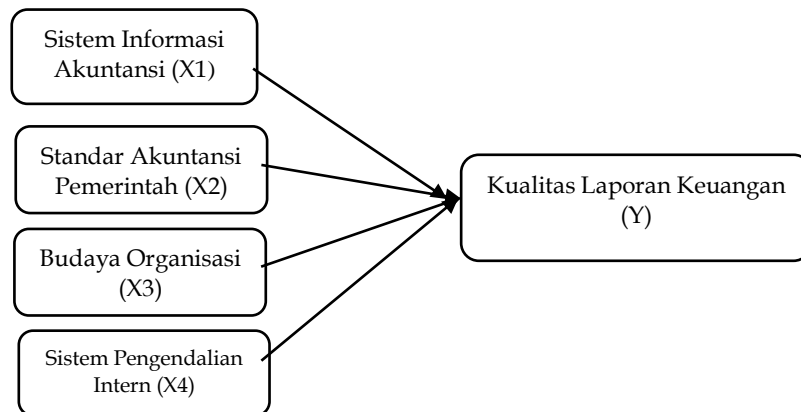 Sistem Informasi
Akuntansi (X1)
Standar Akuntansi
Pemerintah (X2)
Budaya Organisasi
(X3)
Sistem Pengendalian
Intern (X4)
Kualitas Laporan Keuangan
(Y)